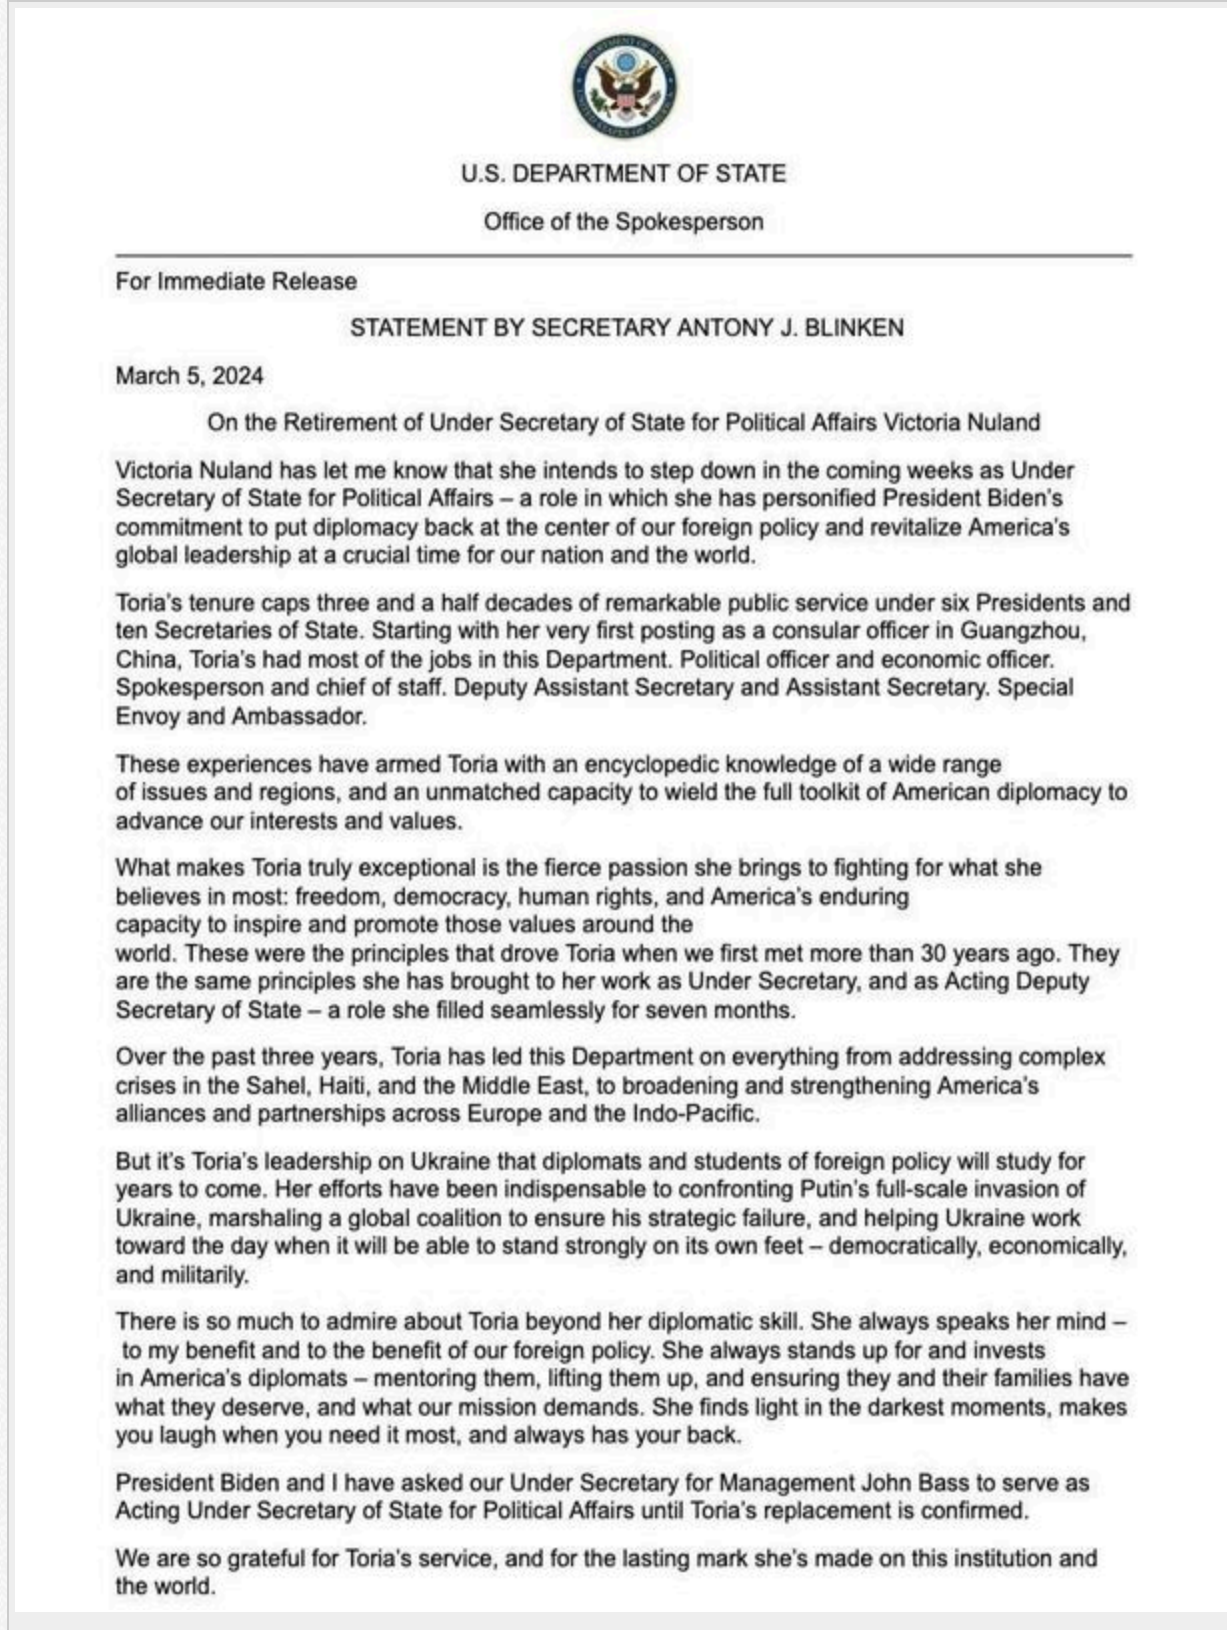 DEPARTMENT OF STATE
UNITED STATES OF AMERICA
U.S. DEPARTMENT OF STATE
Office of the Spokesperson
For Immediate Release
STATEMENT BY SECRETARY ANTONY J. BLINKEN
March 5, 2024
On the Retirement of Under Secretary of State for Political Affairs Victoria Nuland
Victoria Nuland has let me know that she intends to step down in the coming weeks as Under
Secretary of State for Political Affairs – a role in which she has personified President Biden's
commitment to put diplomacy back at the center of our foreign policy and revitalize America's
global leadership at a crucial time for our nation and the world.
Toria's tenure caps three and a half decades of remarkable public service under six Presidents and
ten Secretaries of State. Starting with her very first posting as a consular officer in Guangzhou,
China, Toria's had most of the jobs in this Department. Political officer and economic officer.
Spokesperson and chief of staff. Deputy Assistant Secretary and Assistant Secretary. Special
Envoy and Ambassador.
These experiences have armed Toria with an encyclopedic knowledge of a wide range
of issues and regions, and an unmatched capacity to wield the full toolkit of American diplomacy to
advance our interests and values.
What makes Toria truly exceptional is the fierce passion she brings to fighting for what she
believes in most: freedom, democracy, human rights, and America's enduring
capacity to inspire and promote those values around the
world. These were the principles that drove Toria when we first met more than 30 years ago. They
are the same principles she has brought to her work as Under Secretary, and as Acting Deputy
Secretary of State – a role she filled seamlessly for seven months.
Over the past three years, Toria has led this Department on everything from addressing complex
crises in the Sahel, Haiti, and the Middle East, to broadening and strengthening America's
alliances and partnerships across Europe and the Indo-Pacific.
But it's Toria's leadership on Ukraine that diplomats and students of foreign policy will study for
years to come. Her efforts have been indispensable to confronting Putin's full-scale invasion of
Ukraine, marshaling a global coalition to ensure his strategic failure, and helping Ukraine work
toward the day when it will be able to stand strongly on its own feet – democratically, economically,
and militarily.
There is so much to admire about Toria beyond her diplomatic skill. She always speaks her mind –
to my benefit and to the benefit of our foreign policy. She always stands up for and invests
in America's diplomats – mentoring them, lifting them up, and ensuring they and their families have
what they deserve, and what our mission demands. She finds light in the darkest moments, makes
you laugh when you need it most, and always has your back.
President Biden and I have asked our Under Secretary for Management John Bass to serve as
Acting Under Secretary of State for Political Affairs until Toria's replacement is confirmed.
We are so grateful for Toria's service, and for the lasting mark she's made on this institution and
the world.